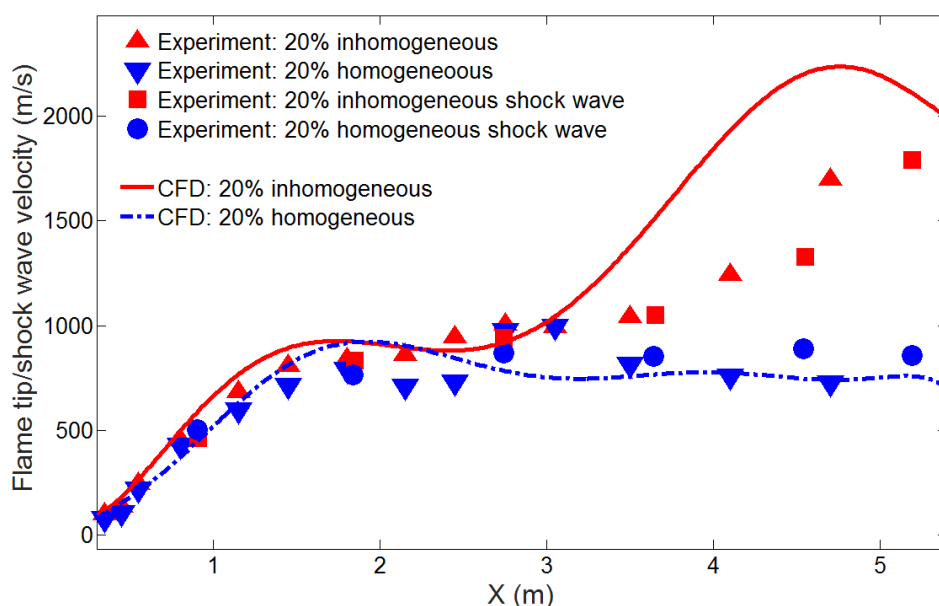 Experiment: 20% inhomogeneous
Experiment: 20% homogeneoous
Experiment: 20% inhomogeneous shock wave
Experiment: 20% homogeneous shock wave
CFD: 20% inhomogeneous
CFD: 20% homogeneous
Flame tip/shock wave velocity (m/s)
2000
1500
1000
500
0
1 2 3 4 5
X (m)